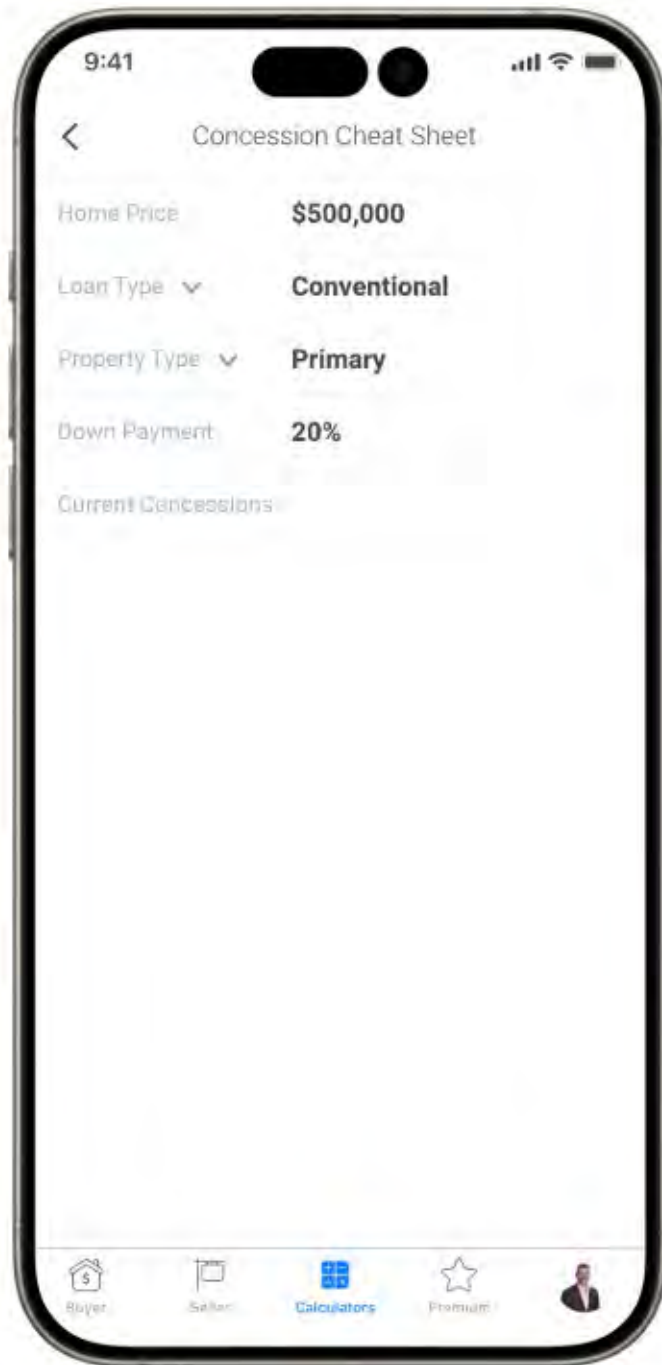 9:41
Concession Cheat Sheet
Home Price $500,000
Loan Type Conventional
Property Type Primary
Down Payment 20%
Current Concessions
Buyer Seller Calculators Premium